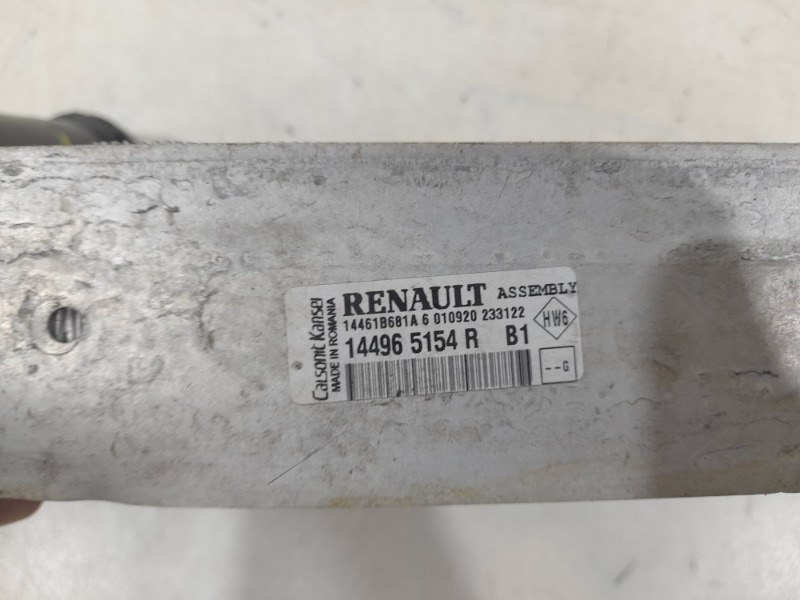 Calsonic Kansei
MADE IN ROMANIA
RENAULT ASSEMBLY
14461B681A 6 010920 233122
HW6
14496 5154 R B1
--G